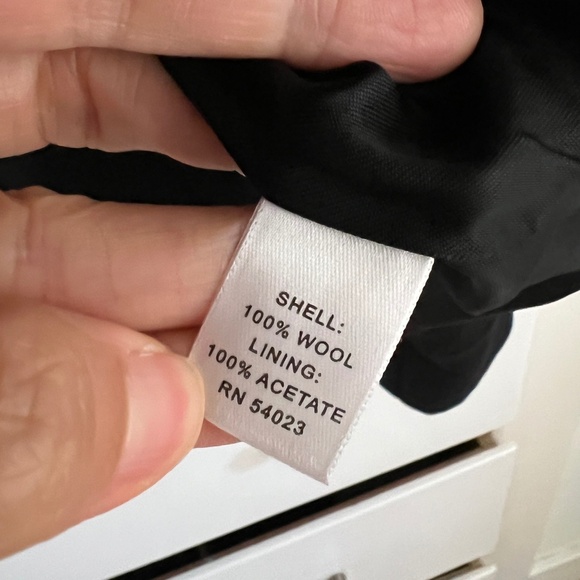 SHELL:
100% WOOL
LINING:
100% ACETATE
RN 54023